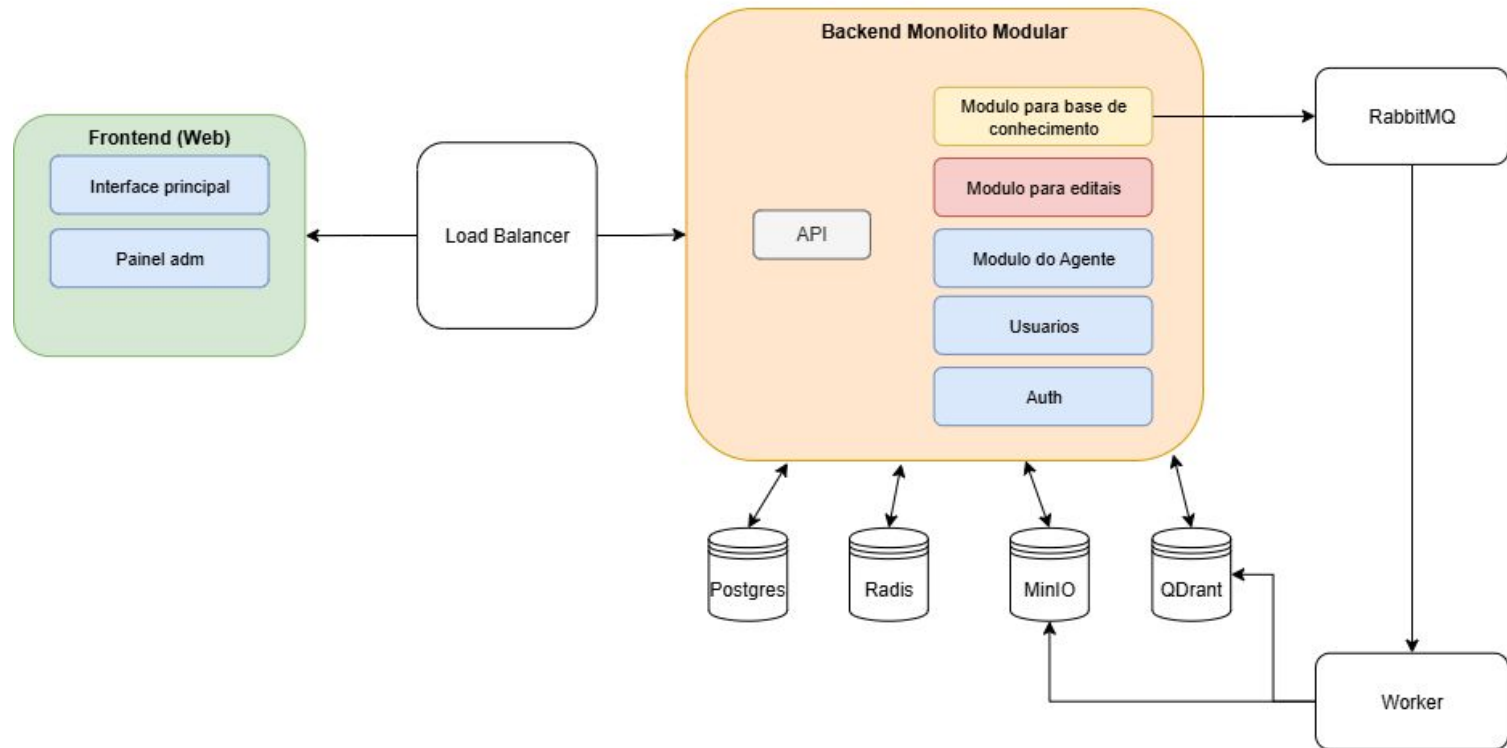 Backend Monolito Modular
Frontend (Web)
Interface principal
Painel adm
Load Balancer
API
Modulo para base de
conhecimento
Modulo para editais
Modulo do Agente
Usuarios
Auth
RabbitMQ
Postgres
Radis
MinIO
QDrant
Worker